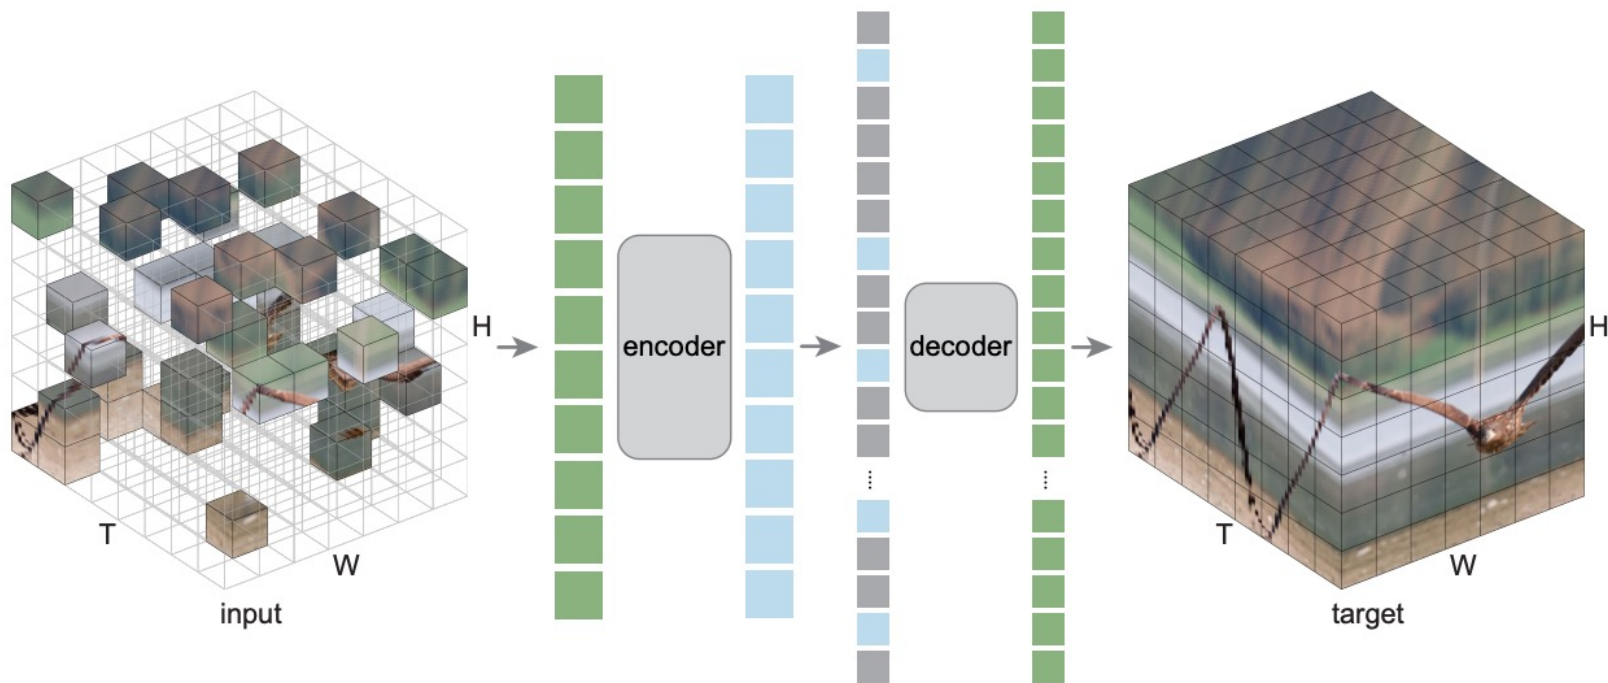 H
encoder
decoder
H
T
W
T
W
input
target